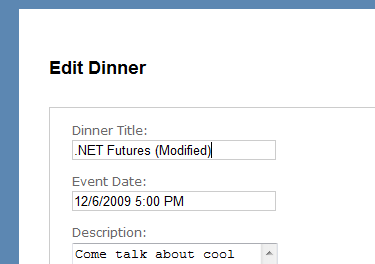 Edit Dinner
Dinner Title:
.NET Futures (Modified)
Event Date:
12/6/2009 5:00 PM
Description:
Come talk about cool